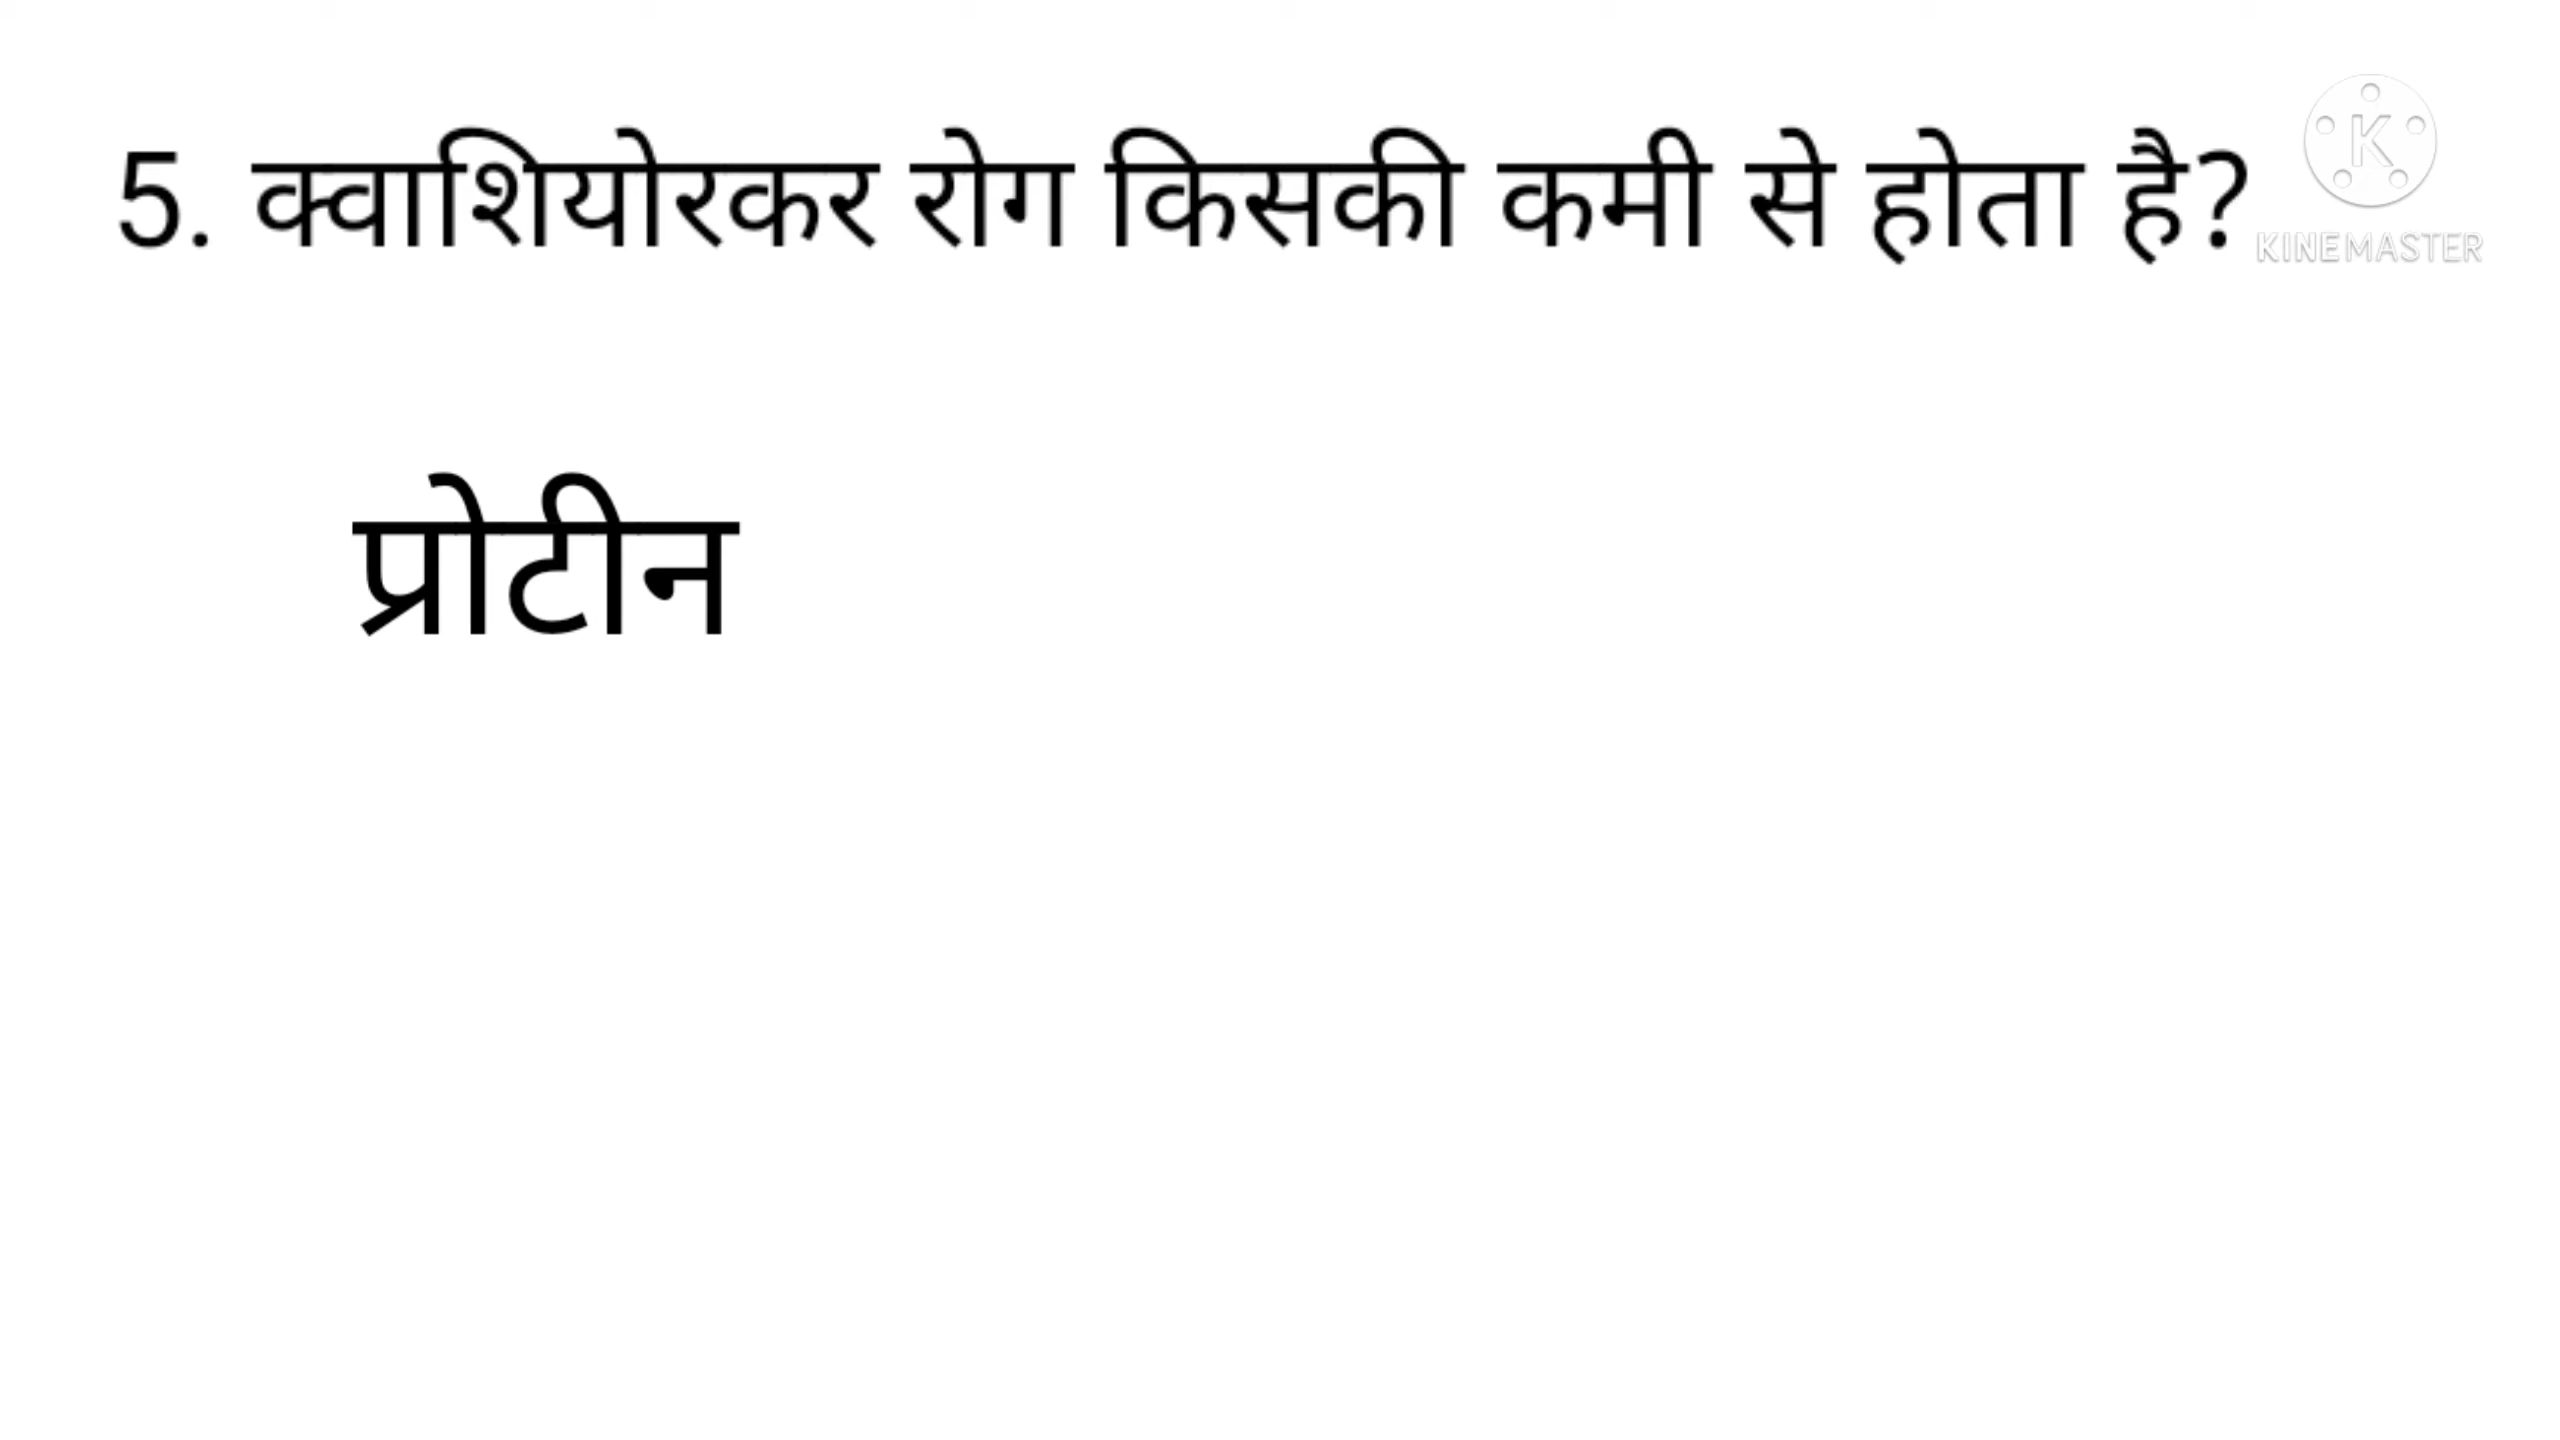 5. क्वाशियोरकर रोग किसकी कमी से होता है?
KINEMASTER
प्रोटीन